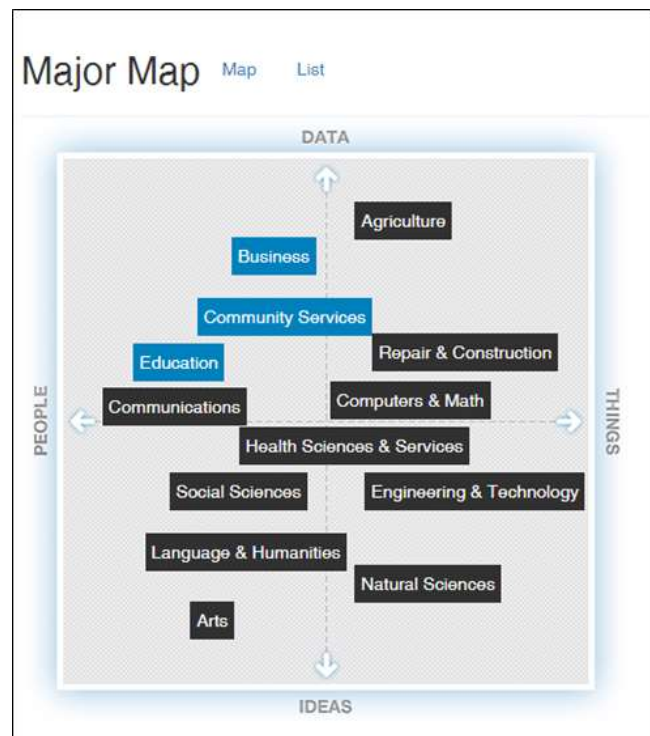 Major Map Map List
DATA
Agriculture
Business
Community Services
Repair & Construction
Education
Computers & Math
Communications
PEOPLE
THINGS
Health Sciences & Services
Social Sciences
Engineering & Technology
Language & Humanities
Natural Sciences
Arts
IDEAS